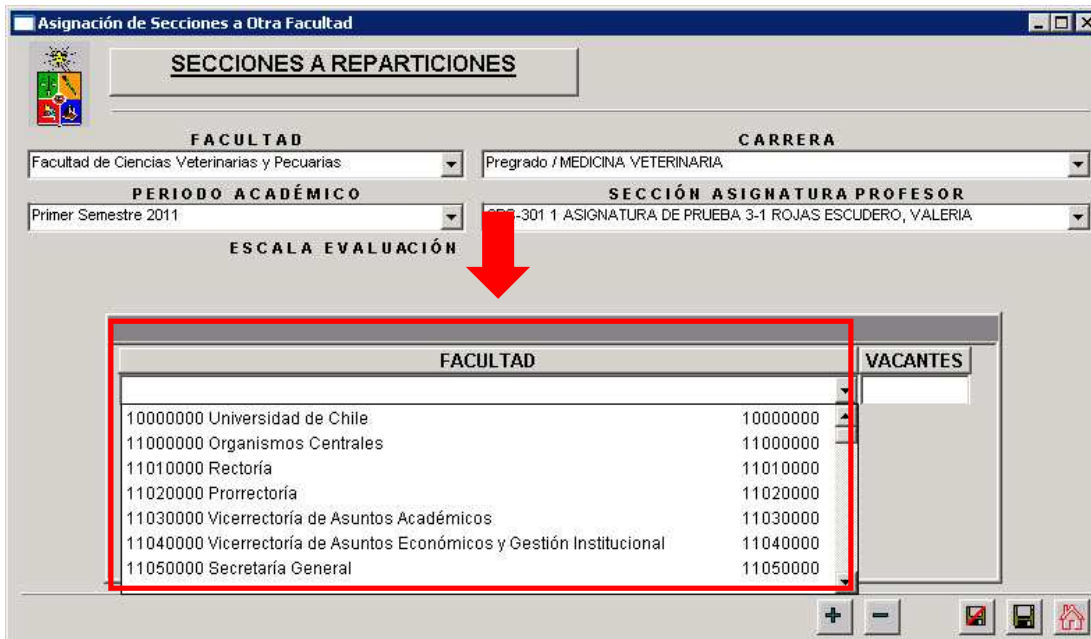 Asignación de Secciones a Otra Facultad
SECCIONES A REPARTICIONES
FACULTAD CARRERA
Facultad de Ciencias Veterinarias y Pecuarias Pregrado / MEDICINA VETERINARIA
PERIODO ACADÉMICO SECCIÓN ASIGNATURA PROFESOR
Primer Semestre 2011 -301 1 ASIGNATURA DE PRUEBA 3-1 ROJAS ESCUDERO, VALERIA
ESCALA EVALUACIÓN
FACULTAD VACANTES
10000000 Universidad de Chile 10000000
11000000 Organismos Centrales 11000000
11010000 Rectoría 11010000
11020000 Prorrectoría 11020000
11030000 Vicerrectoría de Asuntos Académicos 11030000
11040000 Vicerrectoría de Asuntos Económicos y Gestión Institucional 11040000
11050000 Secretaría General 11050000